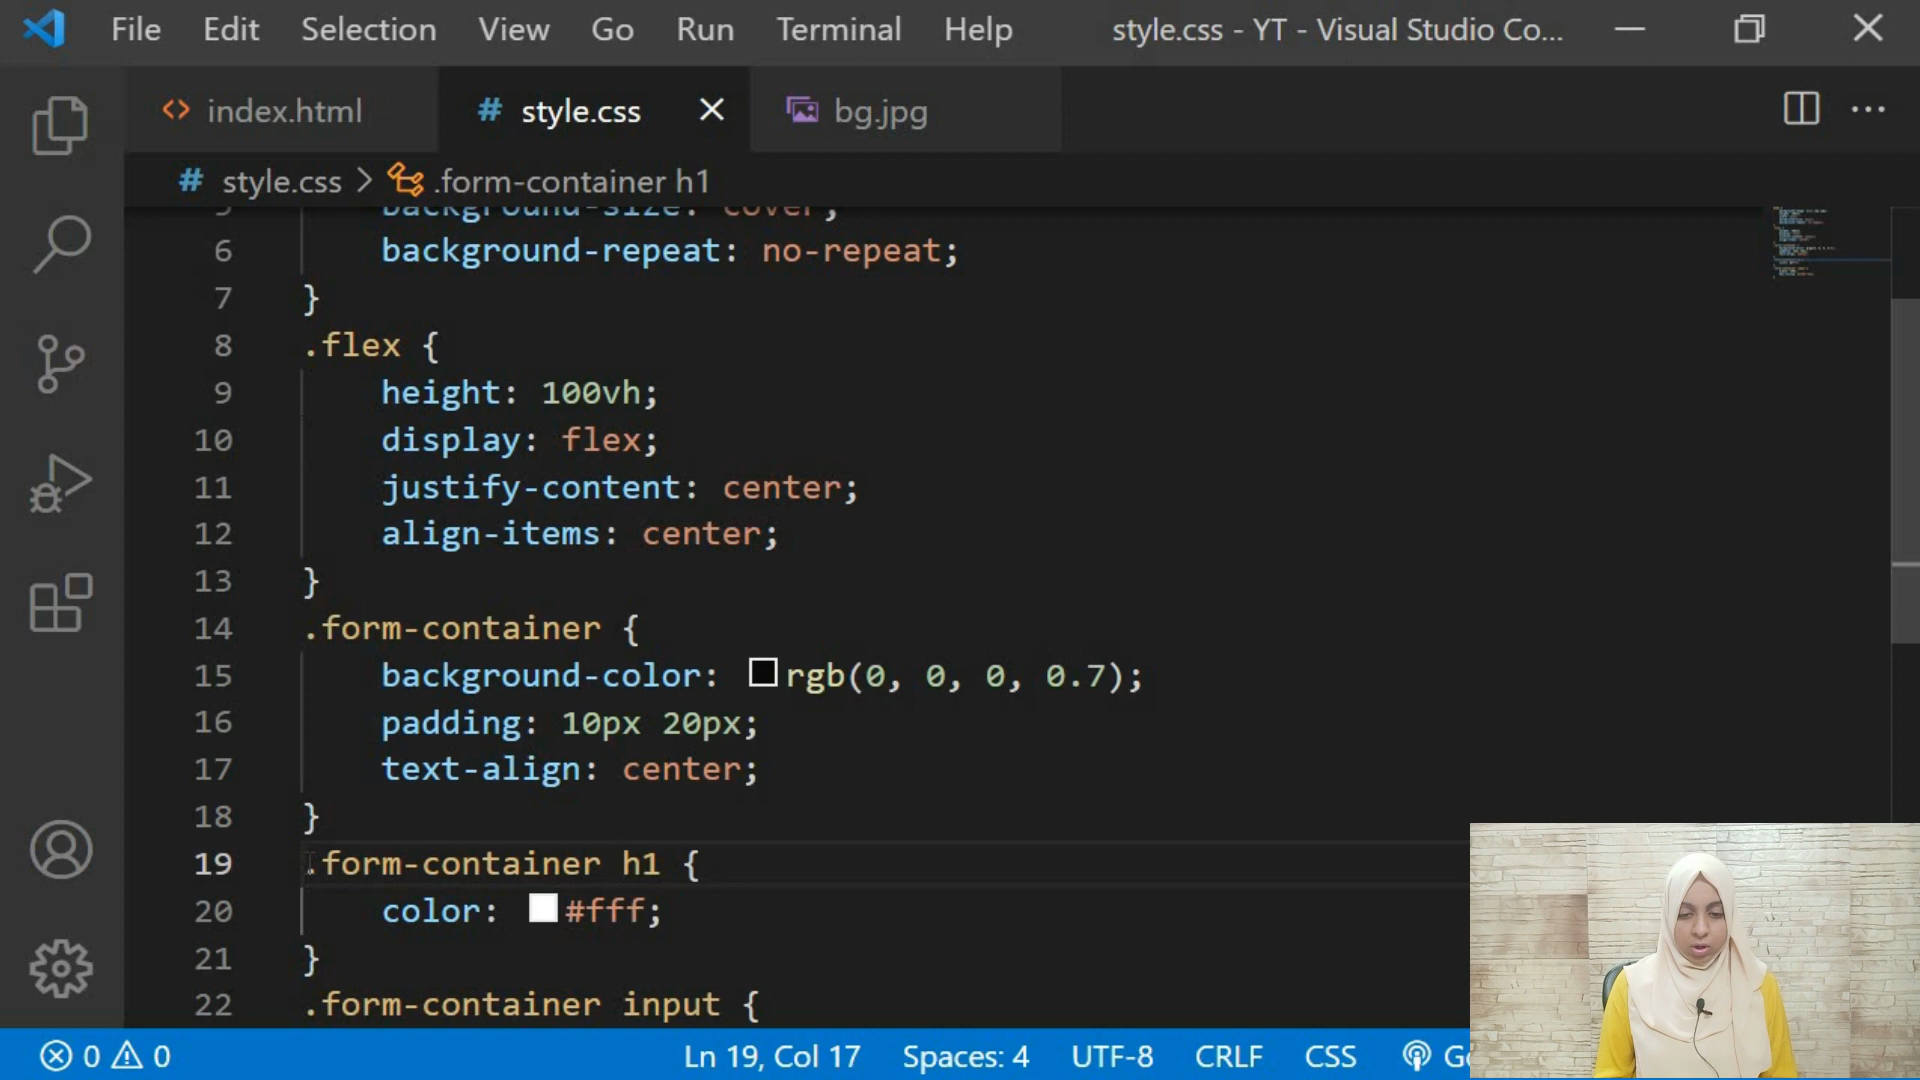 File Edit Selection View Go Run Terminal Help style.css - YT - Visual Studio Co...
index.html # style.css bg.jpg
# style.css > .form-container h1
5 background-size: cover;
6 background-repeat: no-repeat;
7 }
8 .flex {
9 height: 100vh;
10 display: flex;
11 justify-content: center;
12 align-items: center;
13 }
14 .form-container {
15 background-color: rgb(0, 0, 0, 0.7);
16 padding: 10px 20px;
17 text-align: center;
18 }
19 .form-container h1 {
20 color: #fff;
21 }
22 .form-container input {
0 0 Ln 19, Col 17 Spaces: 4 UTF-8 CRLF CSS